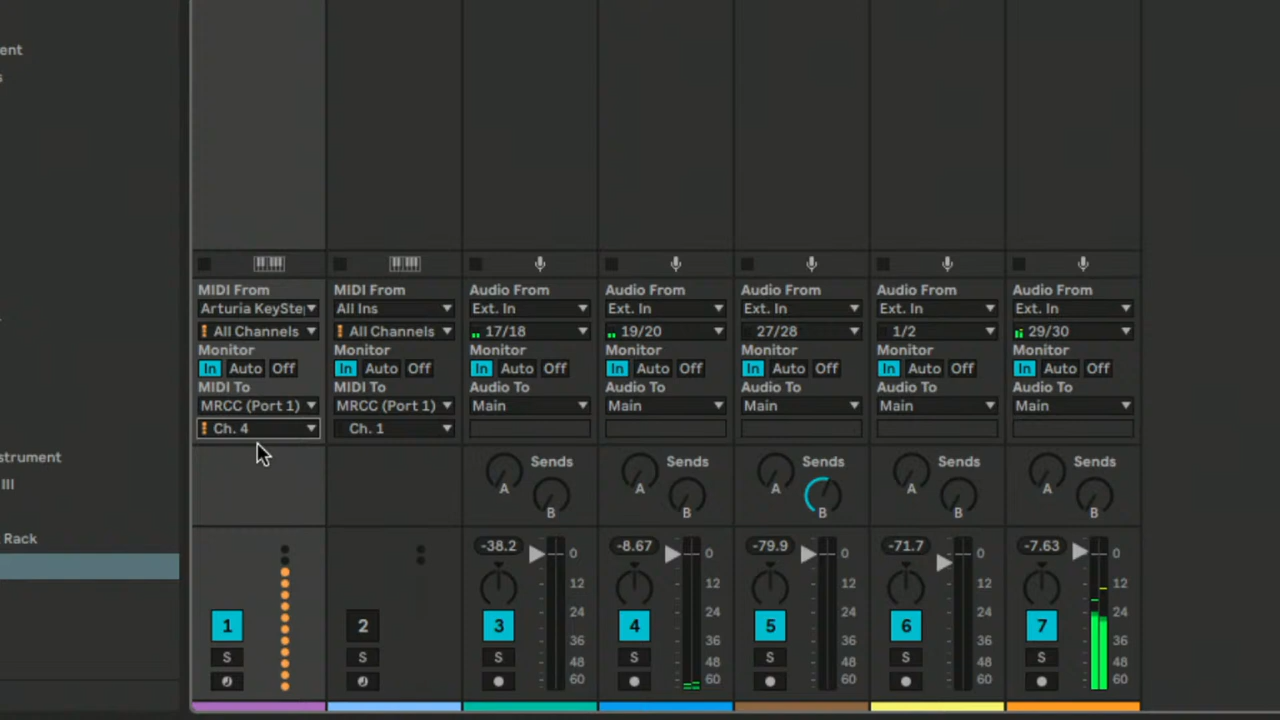 ent
s
MIDI From MIDI From Audio From Audio From Audio From Audio From Audio From
Arturia KeySte All Ins Ext. In Ext. In Ext. In Ext. In Ext. In
All Channels All Channels 17/18 19/20 27/28 1/2 29/30
Monitor Monitor Monitor Monitor Monitor Monitor Monitor
In Auto Off In Auto Off In Auto Off In Auto Off In Auto Off In Auto Off In Auto Off
MIDI To MIDI To Audio To Audio To Audio To Audio To Audio To
MRCC (Port 1) MRCC (Port 1) Main Main Main Main Main
Ch. 4 Ch. 1
strument
III
Rack
Sends Sends Sends Sends Sends
A A A A A
B B B B B
-38.2 0 -8.67 0 -79.9 0 -71.7 0 -7.63 0
12 12 12 12 12
24 24 24 24 24
1 2 3 4 5 6 7
36 36 36 36 36
S S S S S S S
48 48 48 48 48
60 60 60 60 60